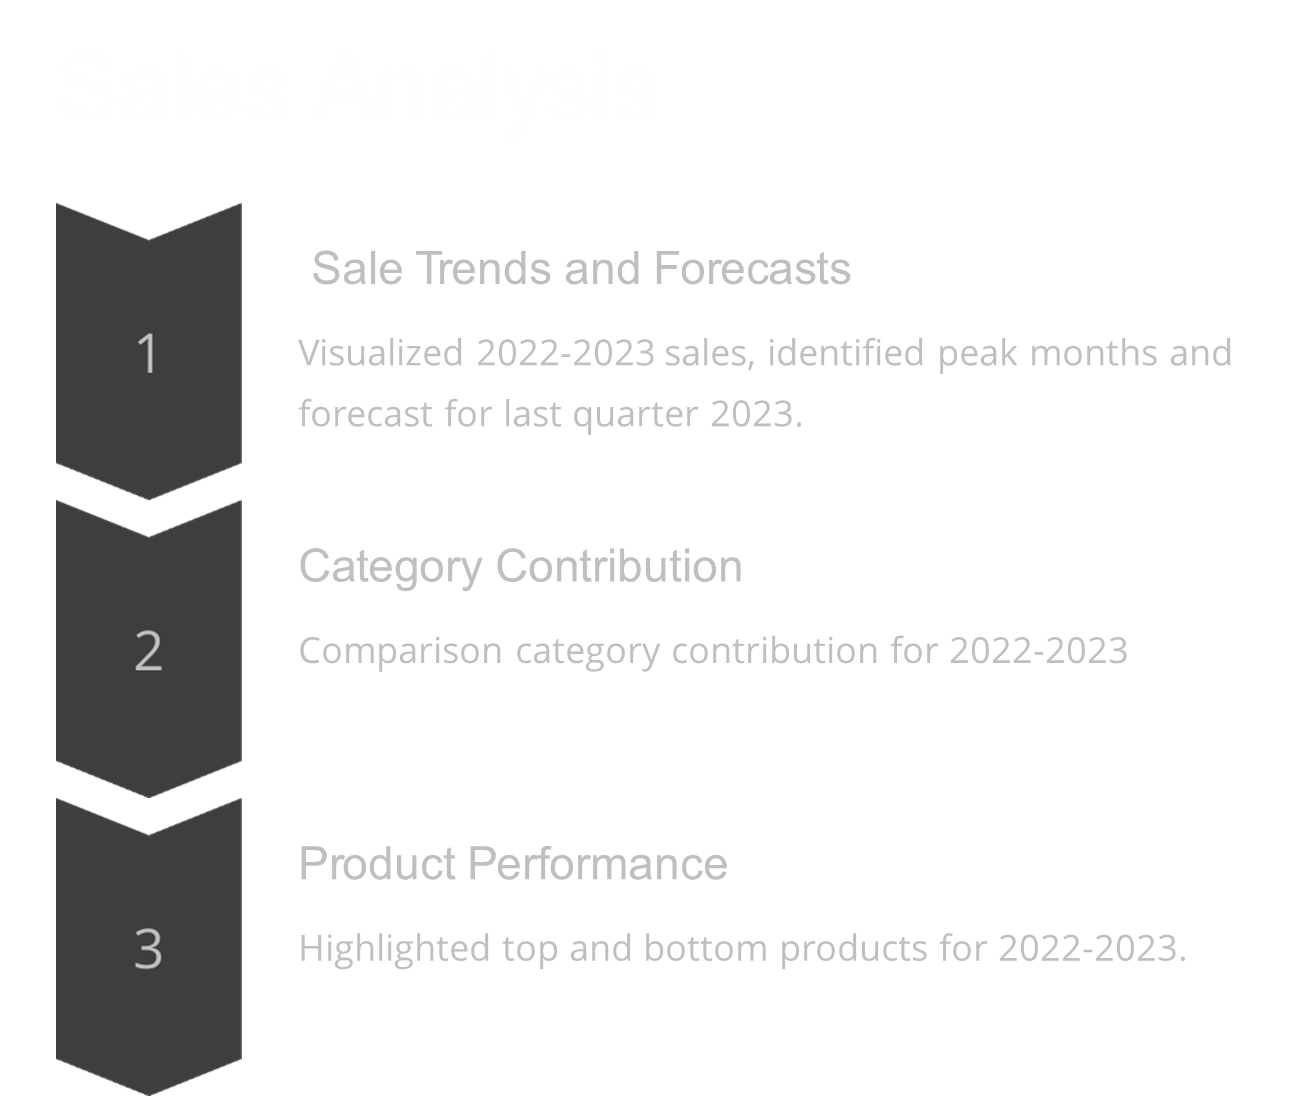 Sales Analysis
1
Sale Trends and Forecasts
Visualized 2022-2023 sales, identified peak months and
forecast for last quarter 2023.
2
Category Contribution
Comparison category contribution for 2022-2023
3
Product Performance
Highlighted top and bottom products for 2022-2023.